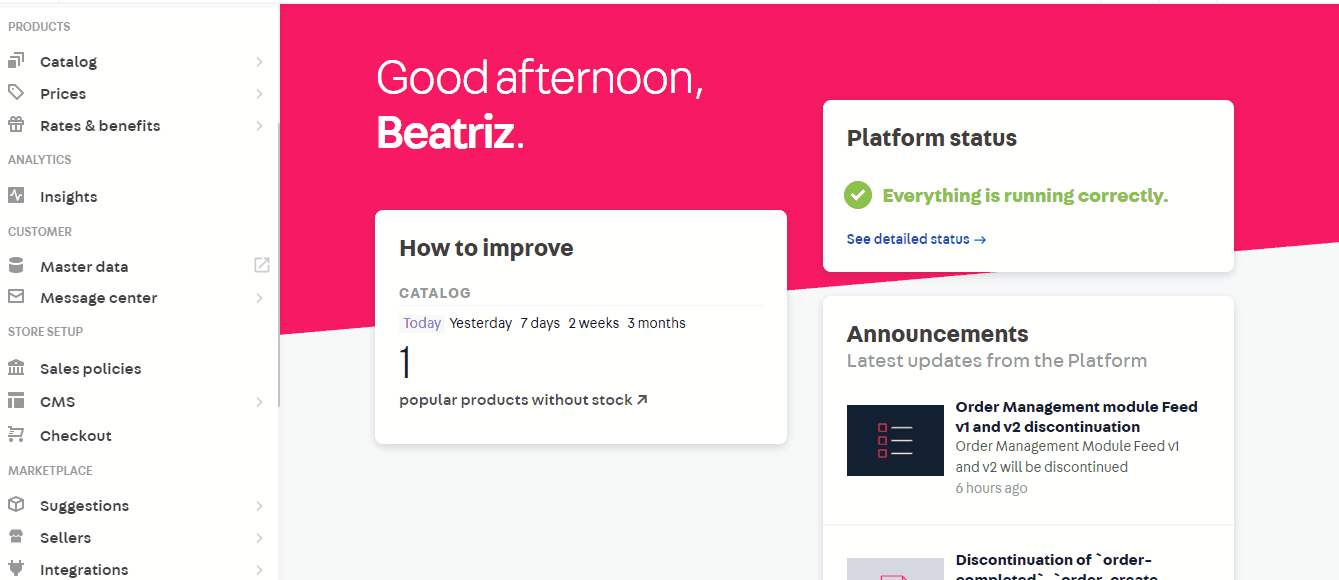 PRODUCTS
Catalog
Prices
Rates & benefits
ANALYTICS
Insights
CUSTOMER
Master data
Message center
STORE SETUP
Sales policies
CMS
Checkout
MARKETPLACE
Suggestions
Sellers
Integrations
Good afternoon,
Beatriz.
How to improve
CATALOG
Today Yesterday 7 days 2 weeks 3 months
1
popular products without stock ↗
Platform status
Everything is running correctly.
See detailed status →
Announcements
Latest updates from the Platform
Order Management module Feed
v1 and v2 discontinuation
Order Management Module Feed v1
and v2 will be discontinued
6 hours ago
Discontinuation of `order-
completed`, `order-create